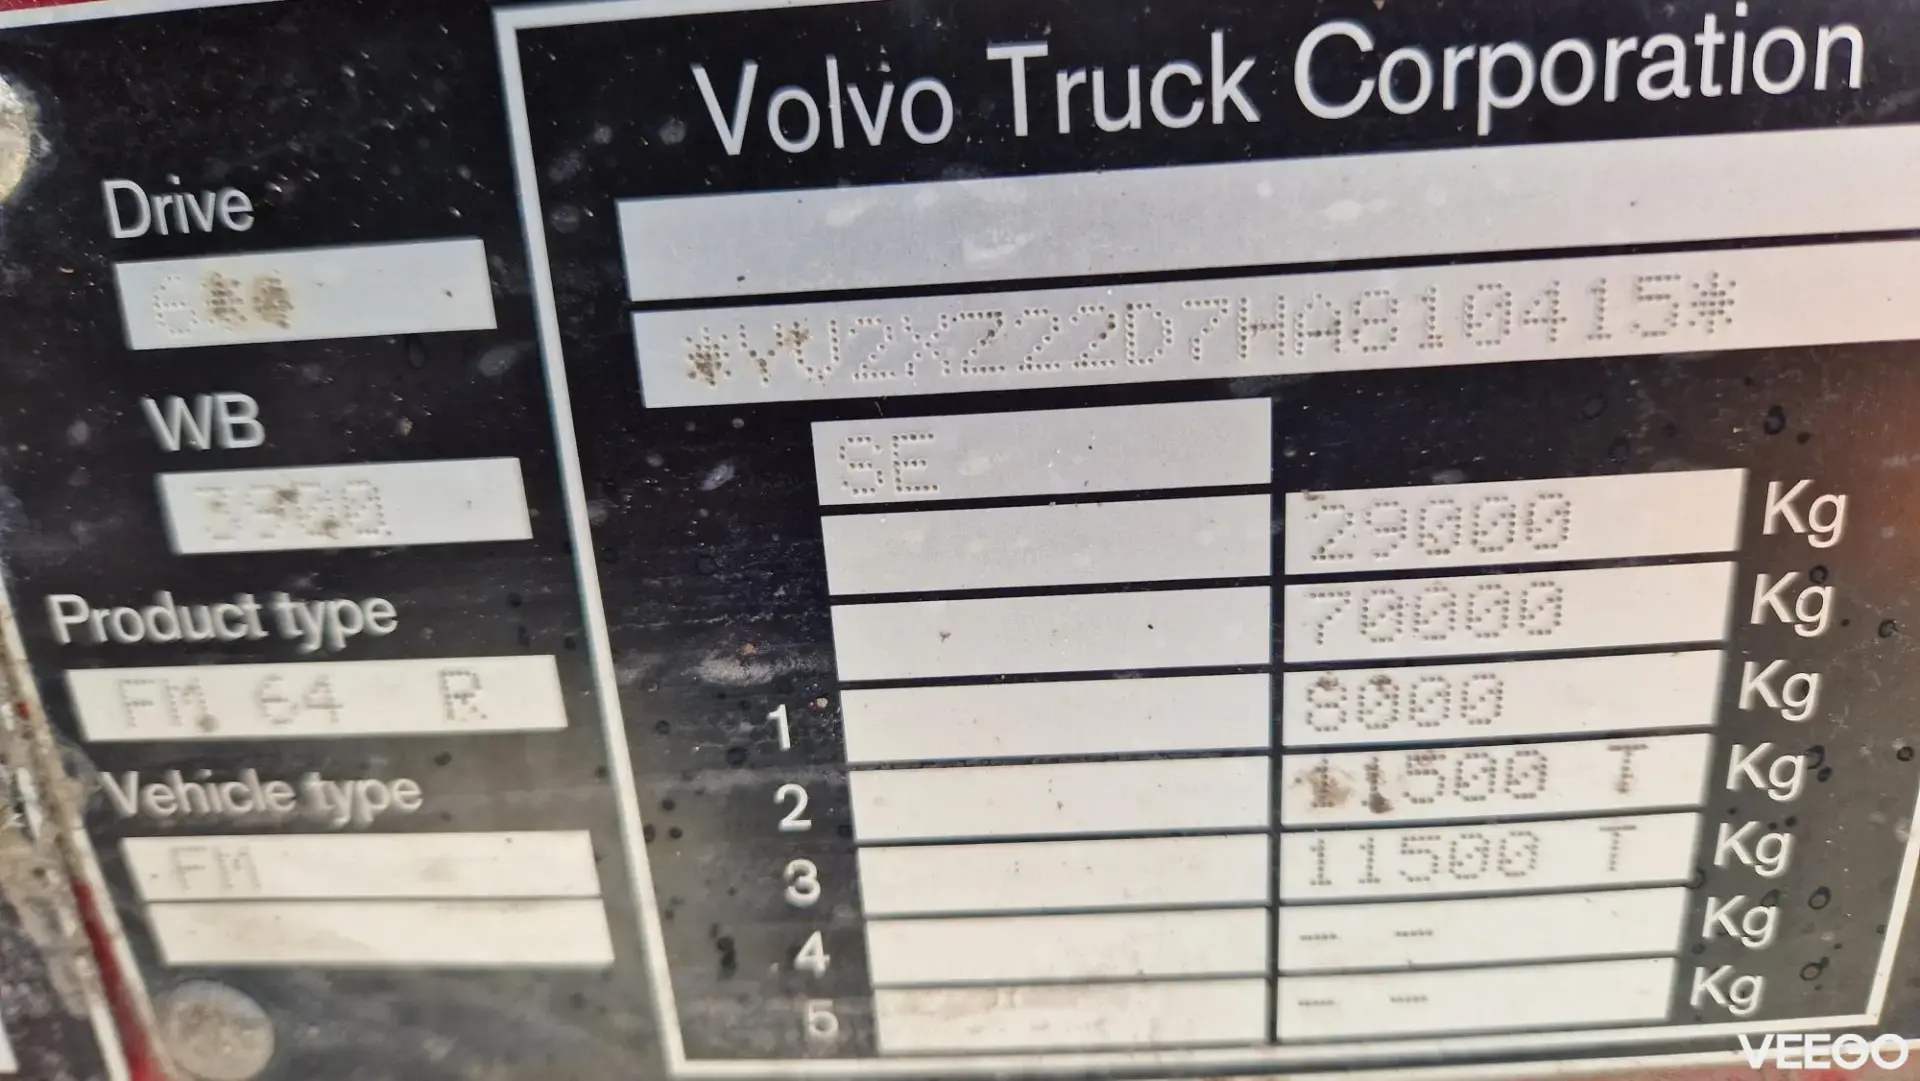 Volvo Truck Corporation
Drive
*YV2XZ22D7HA810415*
WB
SE
29000 Kg
Product type
70000 Kg
FM 64 R
1 8000 Kg
Vehicle type
2 11500 T Kg
FM
3 11500 T Kg
4 - - Kg
5 - - Kg
VEEGO